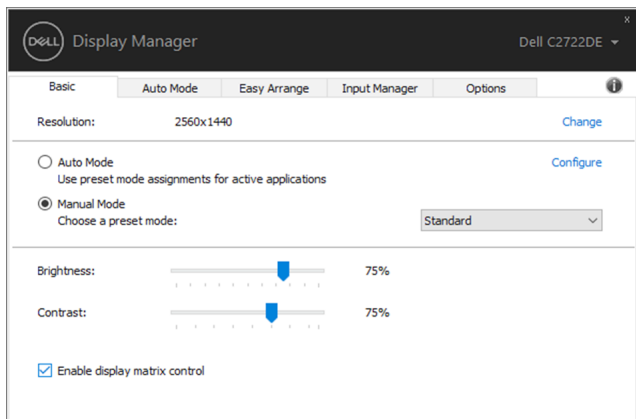 x
DELL Display Manager Dell C2722DE
Basic Auto Mode Easy Arrange Input Manager Options i
Resolution: 2560x1440 Change
Auto Mode Configure
Use preset mode assignments for active applications
Manual Mode
Choose a preset mode: Standard
Brightness: 75%
Contrast: 75%
Enable display matrix control